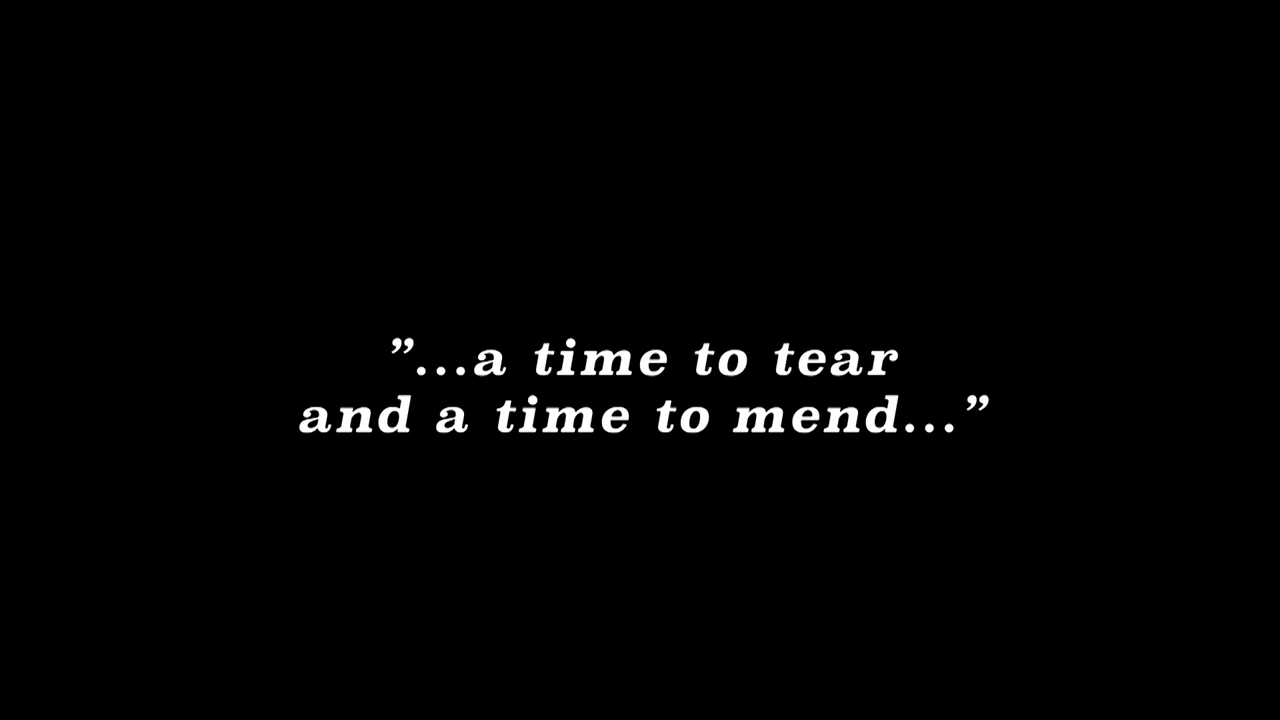 ”...a time to tear
and a time to mend...”